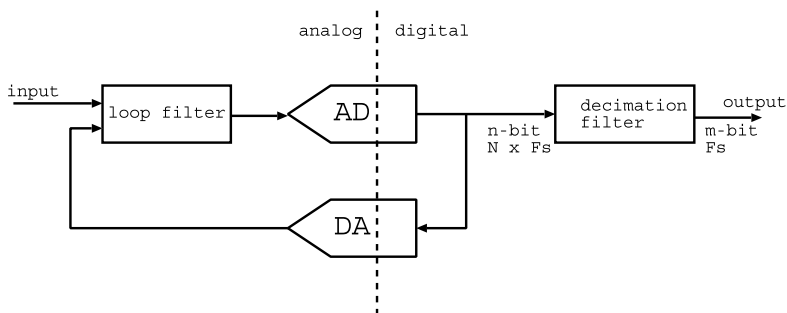 analog
digital
input
loop filter
AD
n-bit
N x Fs
decimation
filter
output
m-bit
Fs
DA